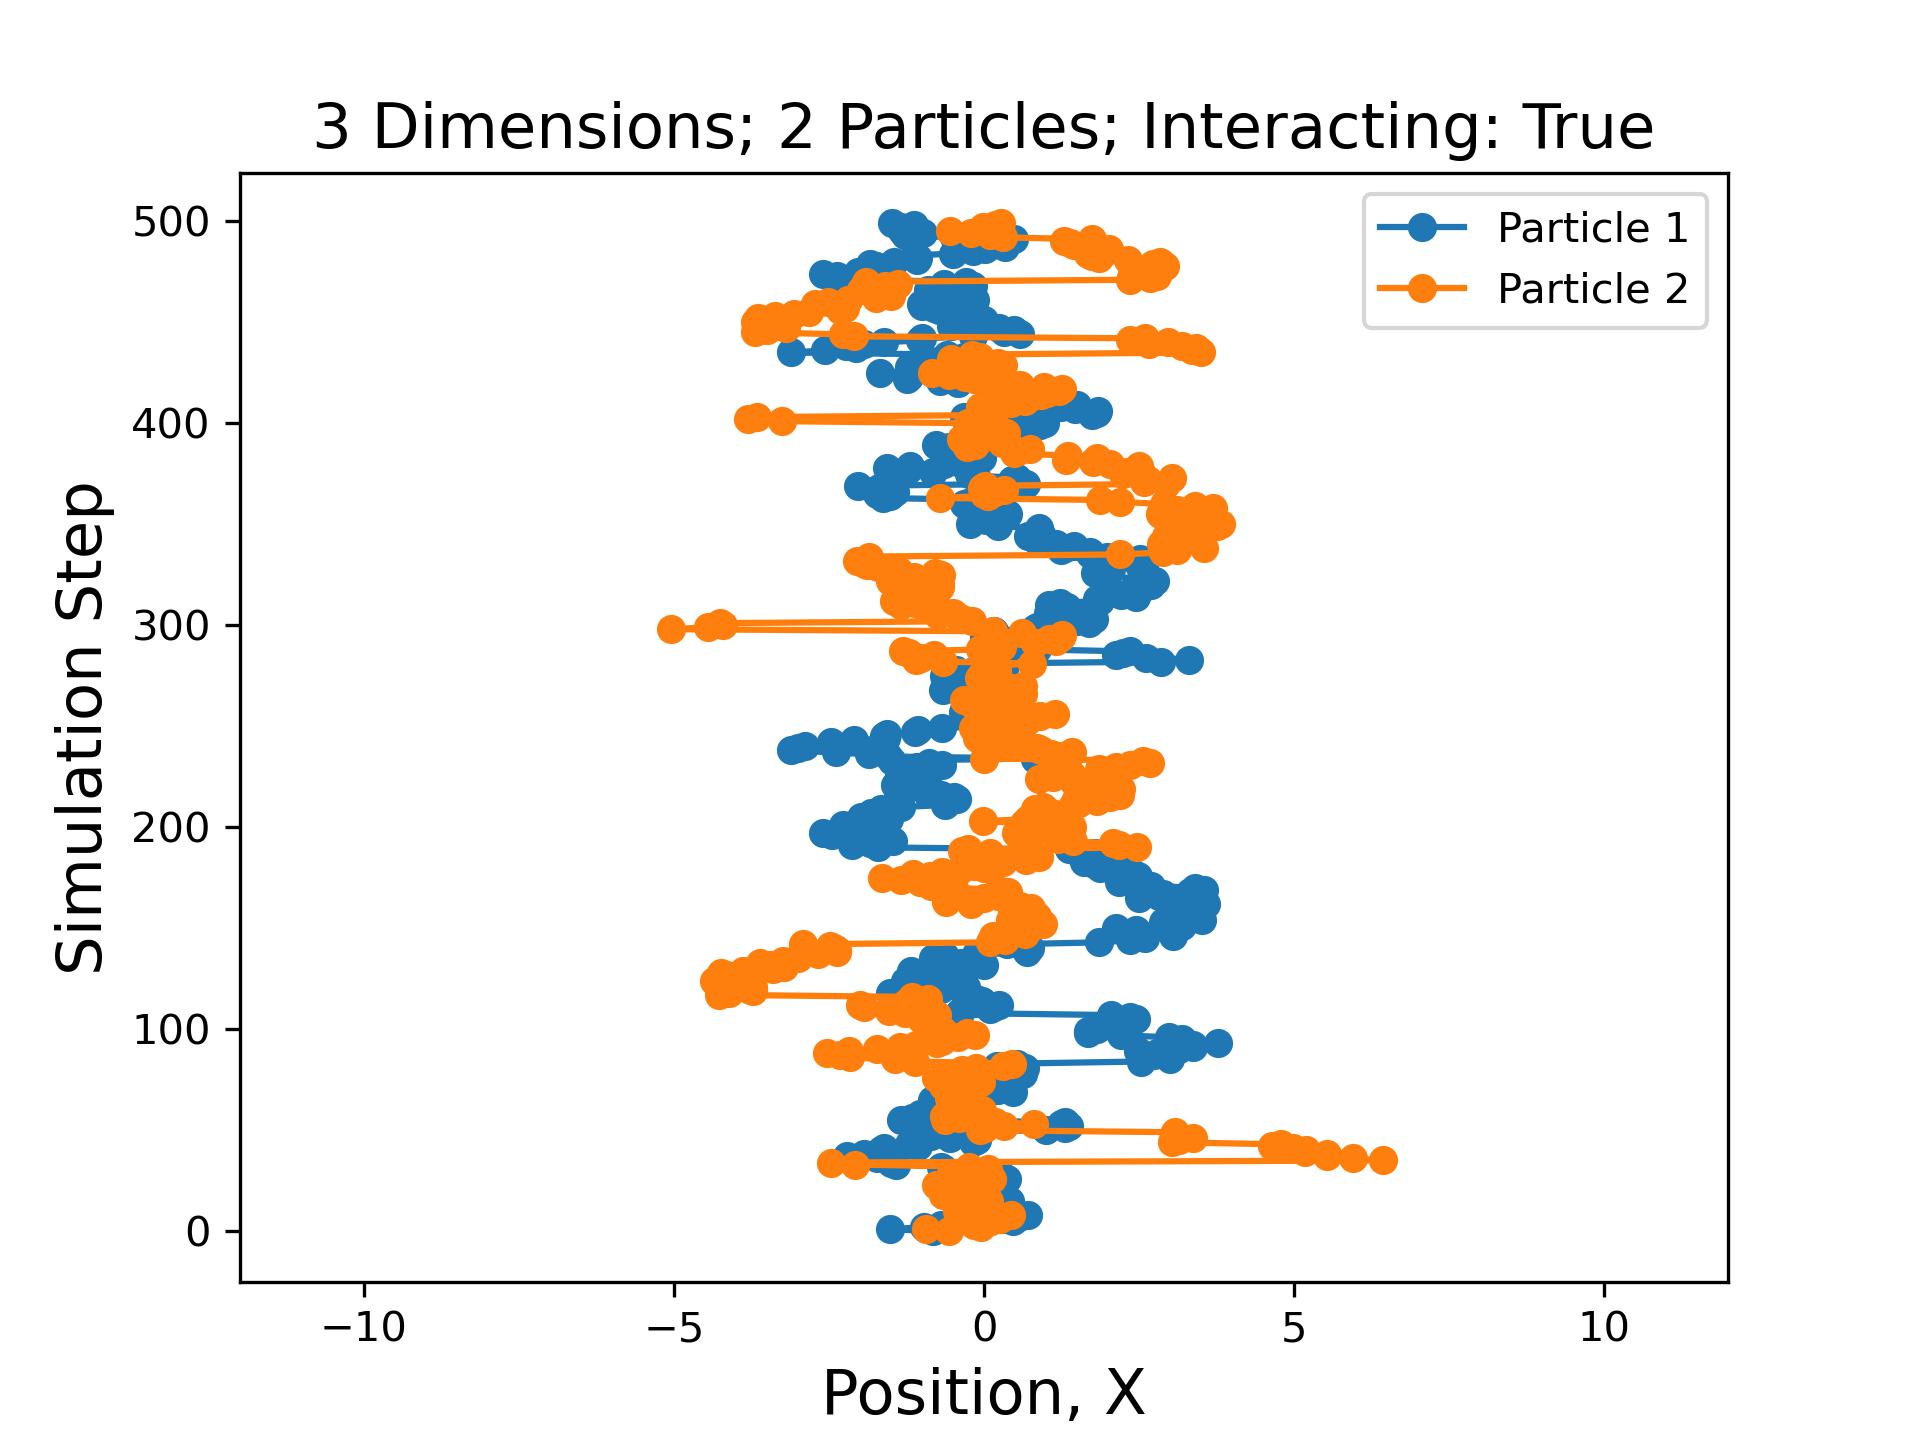 3 Dimensions; 2 Particles; Interacting: True
Particle 1
Particle 2
Simulation Step
500
400
300
200
100
0
−10
−5
0
5
10
Position, X